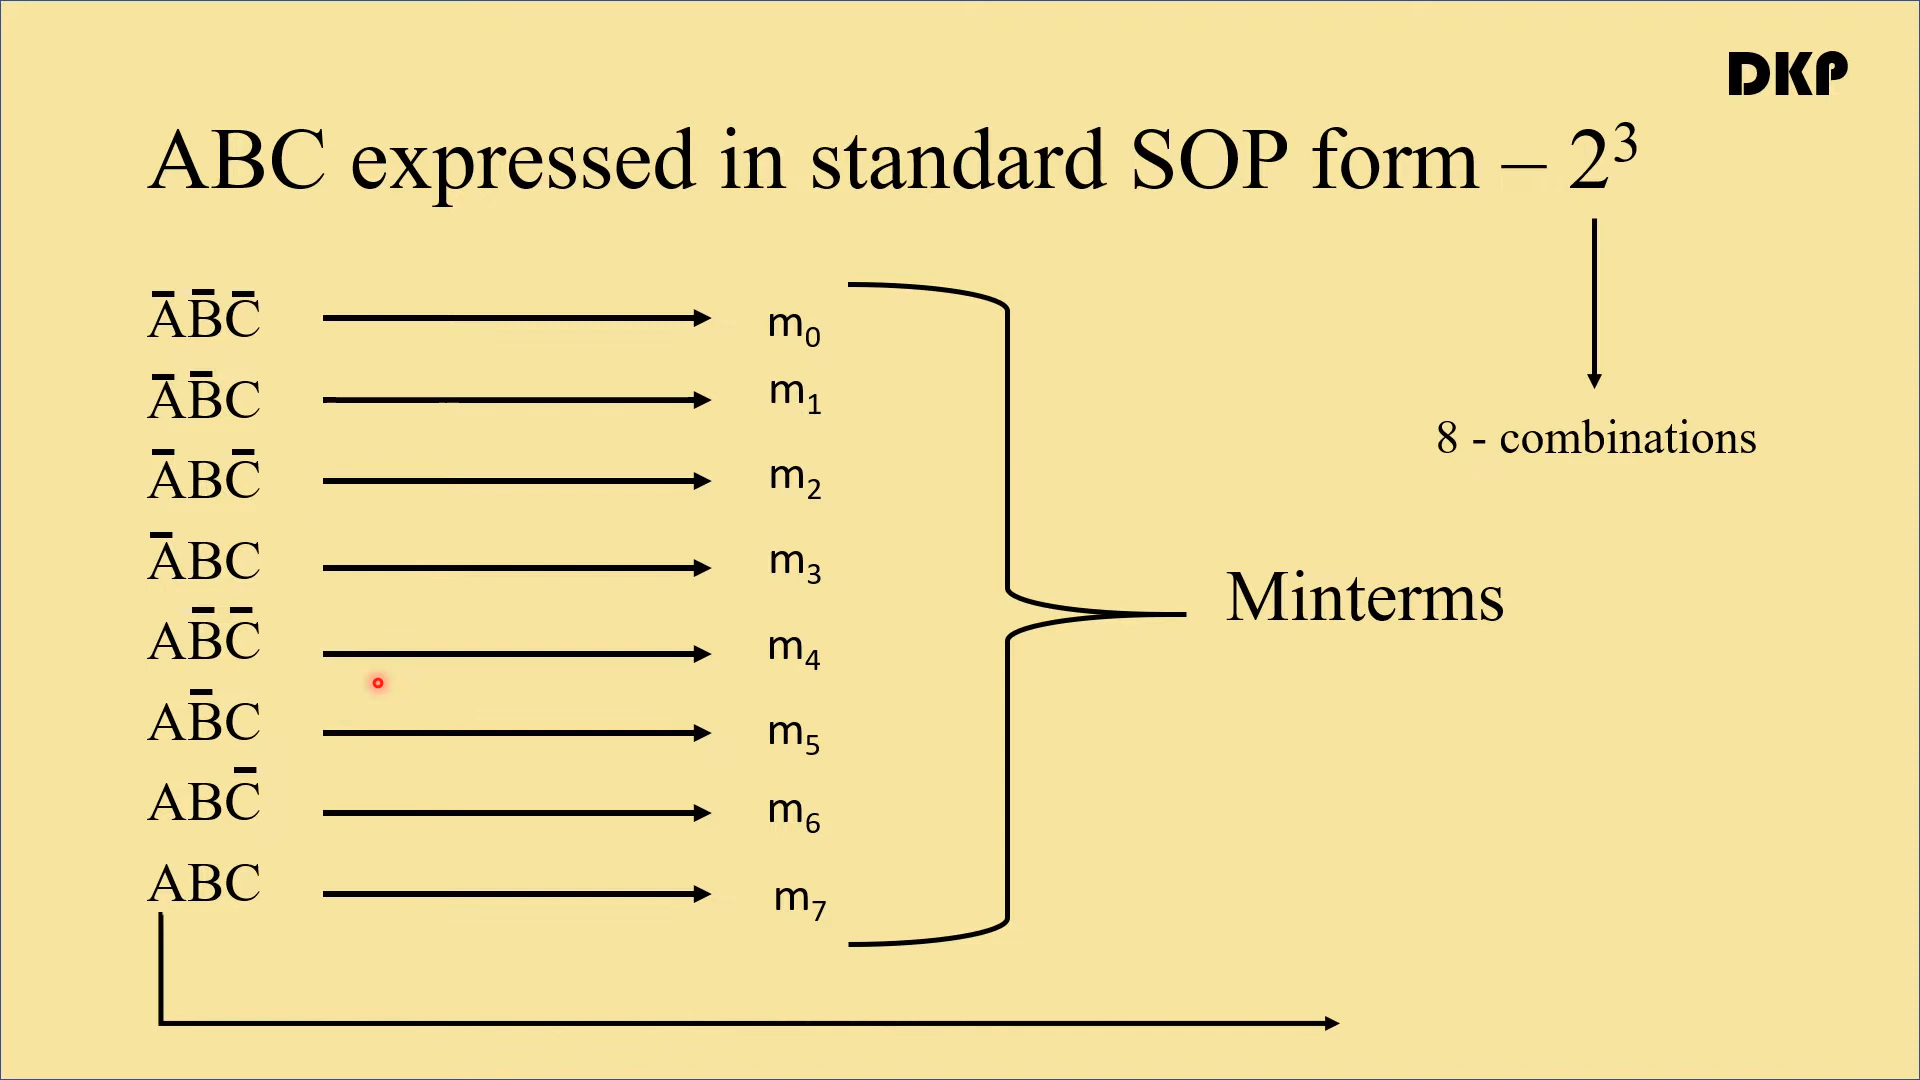 DKP
ABC expressed in standard SOP form – 2³
A̅B̅C̅ m₀
A̅B̅C m₁
A̅BC̅ m₂
A̅BC m₃
AB̅C̅ m₄
AB̅C m₅
ABC̅ m₆
ABC m₇
8 - combinations
Minterms